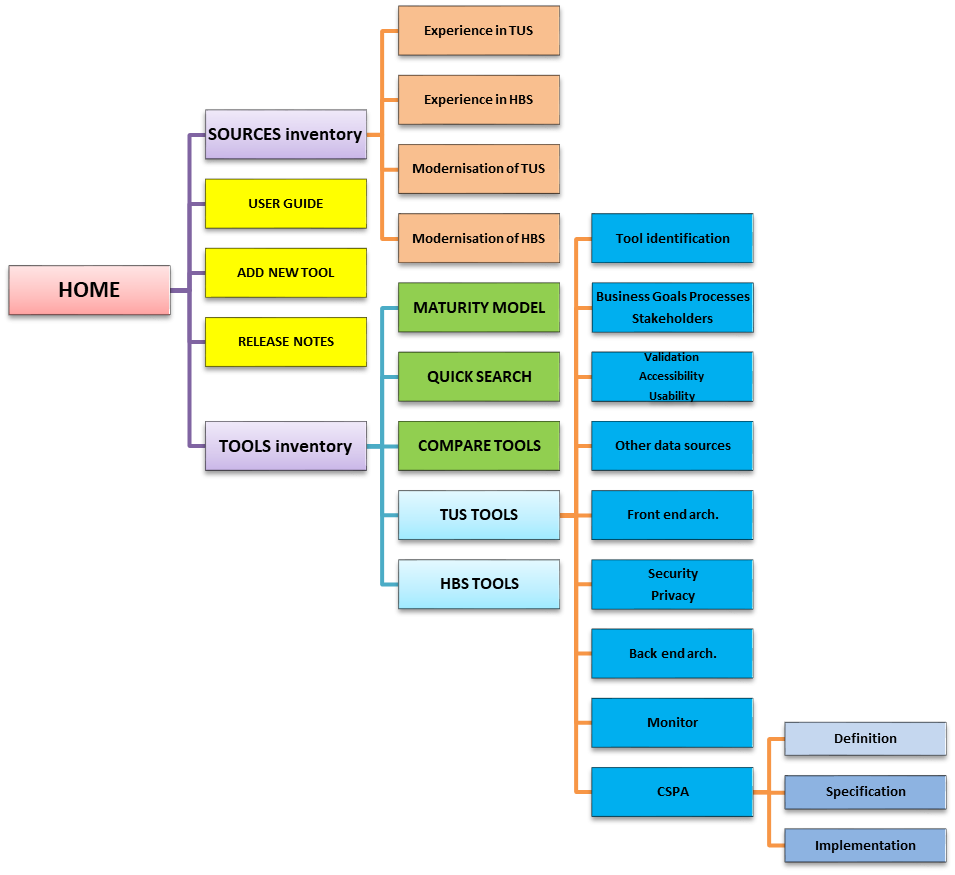 HOME
SOURCES inventory
USER GUIDE
ADD NEW TOOL
RELEASE NOTES
TOOLS inventory
Experience in TUS
Experience in HBS
Modernisation of TUS
Modernisation of HBS
MATURITY MODEL
QUICK SEARCH
COMPARE TOOLS
TUS TOOLS
HBS TOOLS
Tool identification
Business Goals Processes
Stakeholders
Validation
Accessibility
Usability
Other data sources
Front end arch.
Security
Privacy
Back end arch.
Monitor
CSPA
Definition
Specification
Implementation